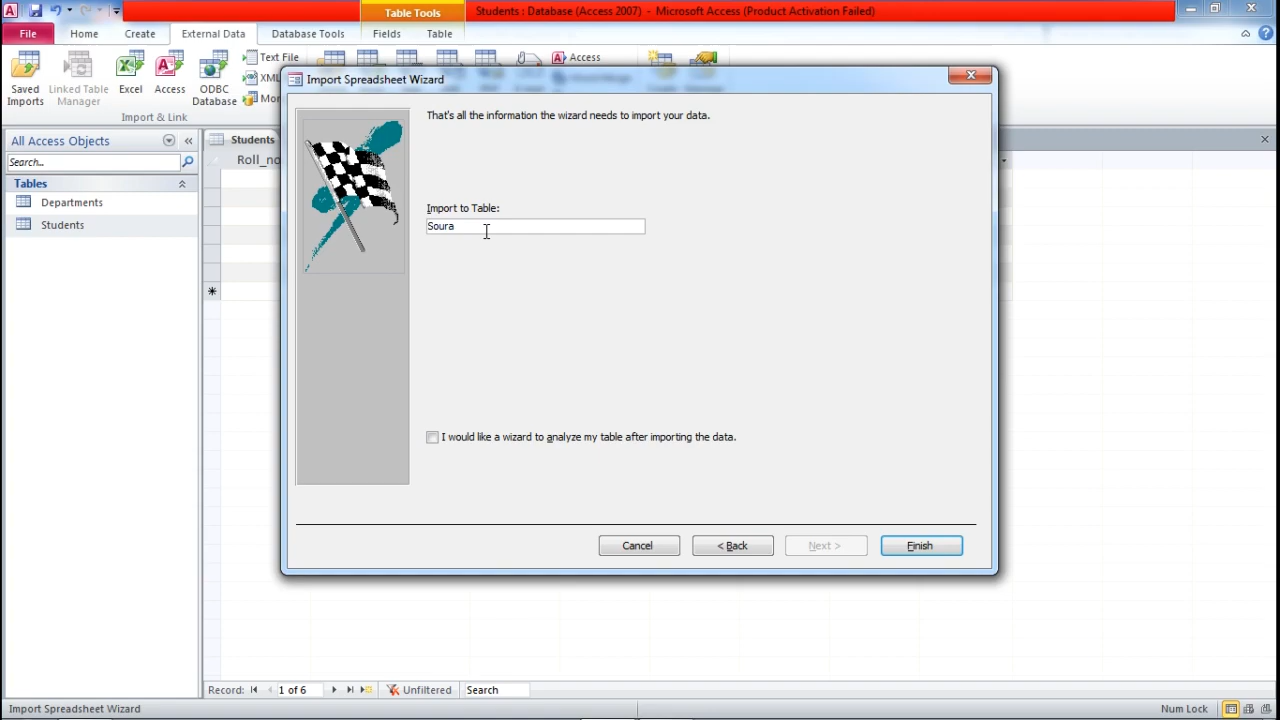 Table Tools
Students : Database (Access 2007) - Microsoft Access (Product Activation Failed)
File Home Create External Data Database Tools Fields Table
Text File
Access
XML
Saved Imports
Linked Table Manager
Excel
Access
ODBC Database
Import & Link
Import Spreadsheet Wizard
That's all the information the wizard needs to import your data.
Import to Table:
Soura
I would like a wizard to analyze my table after importing the data.
Cancel < Back Next > Finish
All Access Objects
Search...
Tables
Departments
Students
Students
Roll_no
Record: 1 of 6 Unfiltered Search
Import Spreadsheet Wizard
Num Lock